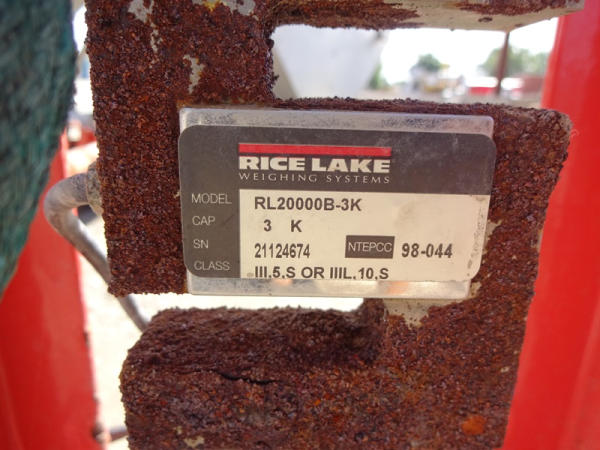 RICE LAKE
WEIGHING SYSTEMS
MODEL RL20000B-3K
CAP 3 K
SN 21124674 NTEPCC 98-044
CLASS III,5,S OR IIIL,10,S